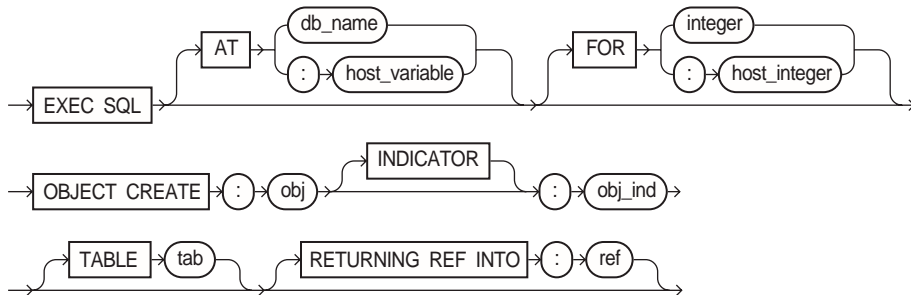 db_name integer
AT FOR
: host_variable : host_integer
EXEC SQL
INDICATOR
OBJECT CREATE : obj : obj_ind
TABLE tab RETURNING REF INTO : ref